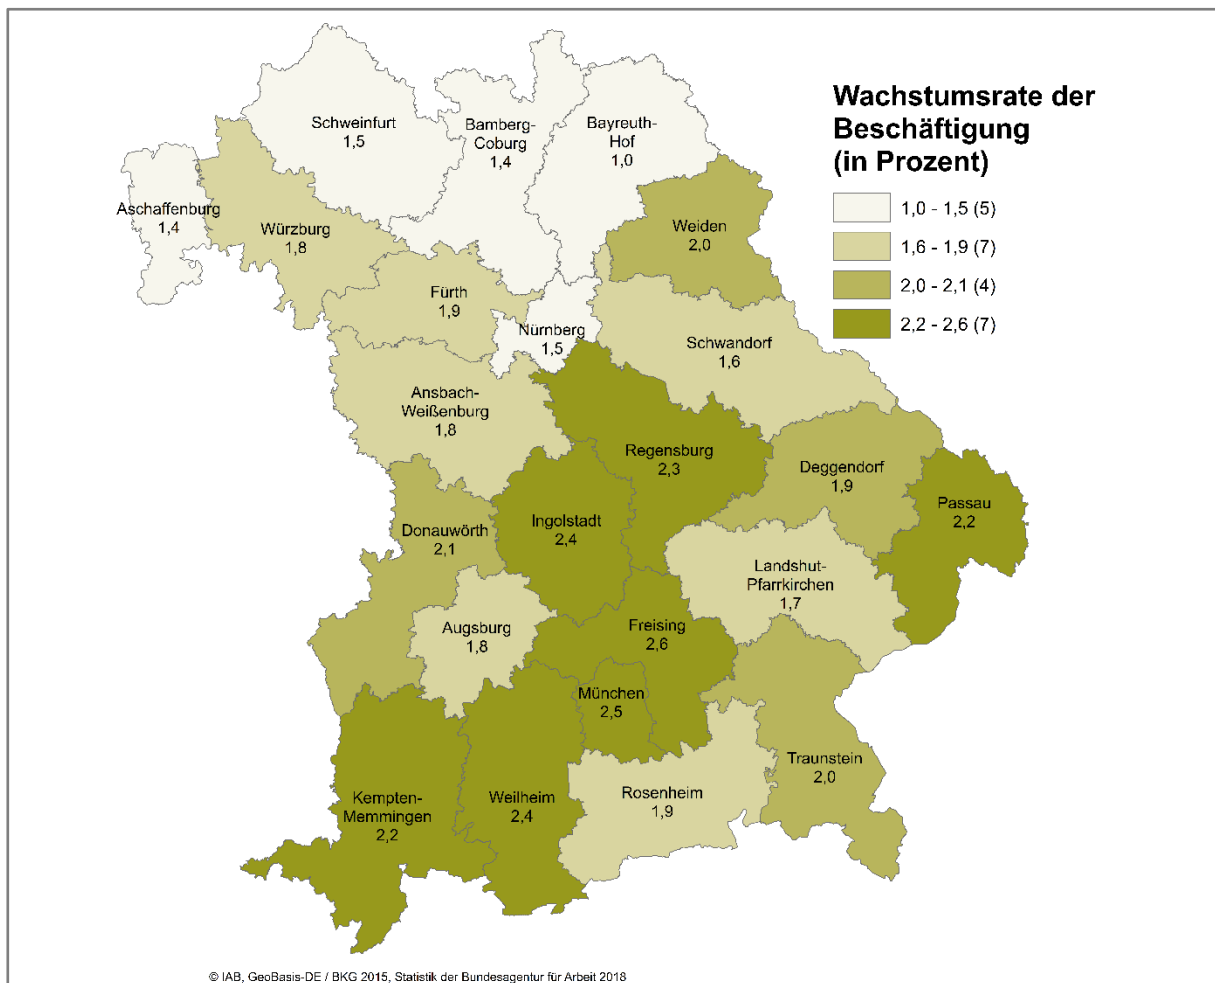 Wachstumsrate der
Beschäftigung
(in Prozent)
1,0 - 1,5 (5)
1,6 - 1,9 (7)
2,0 - 2,1 (4)
2,2 - 2,6 (7)
Schweinfurt
1,5
Bamberg-
Coburg
1,4
Bayreuth-
Hof
1,0
Aschaffenburg
1,4
Würzburg
1,8
Weiden
2,0
Fürth
1,9
Nürnberg
1,5
Schwandorf
1,6
Ansbach-
Weißenburg
1,8
Regensburg
2,3
Deggendorf
1,9
Passau
2,2
Donauwörth
2,1
Ingolstadt
2,4
Landshut-
Pfarrkirchen
1,7
Augsburg
1,8
Freising
2,6
München
2,5
Traunstein
2,0
Kempten-
Memmingen
2,2
Weilheim
2,4
Rosenheim
1,9
© IAB, GeoBasis-DE / BKG 2015, Statistik der Bundesagentur für Arbeit 2018